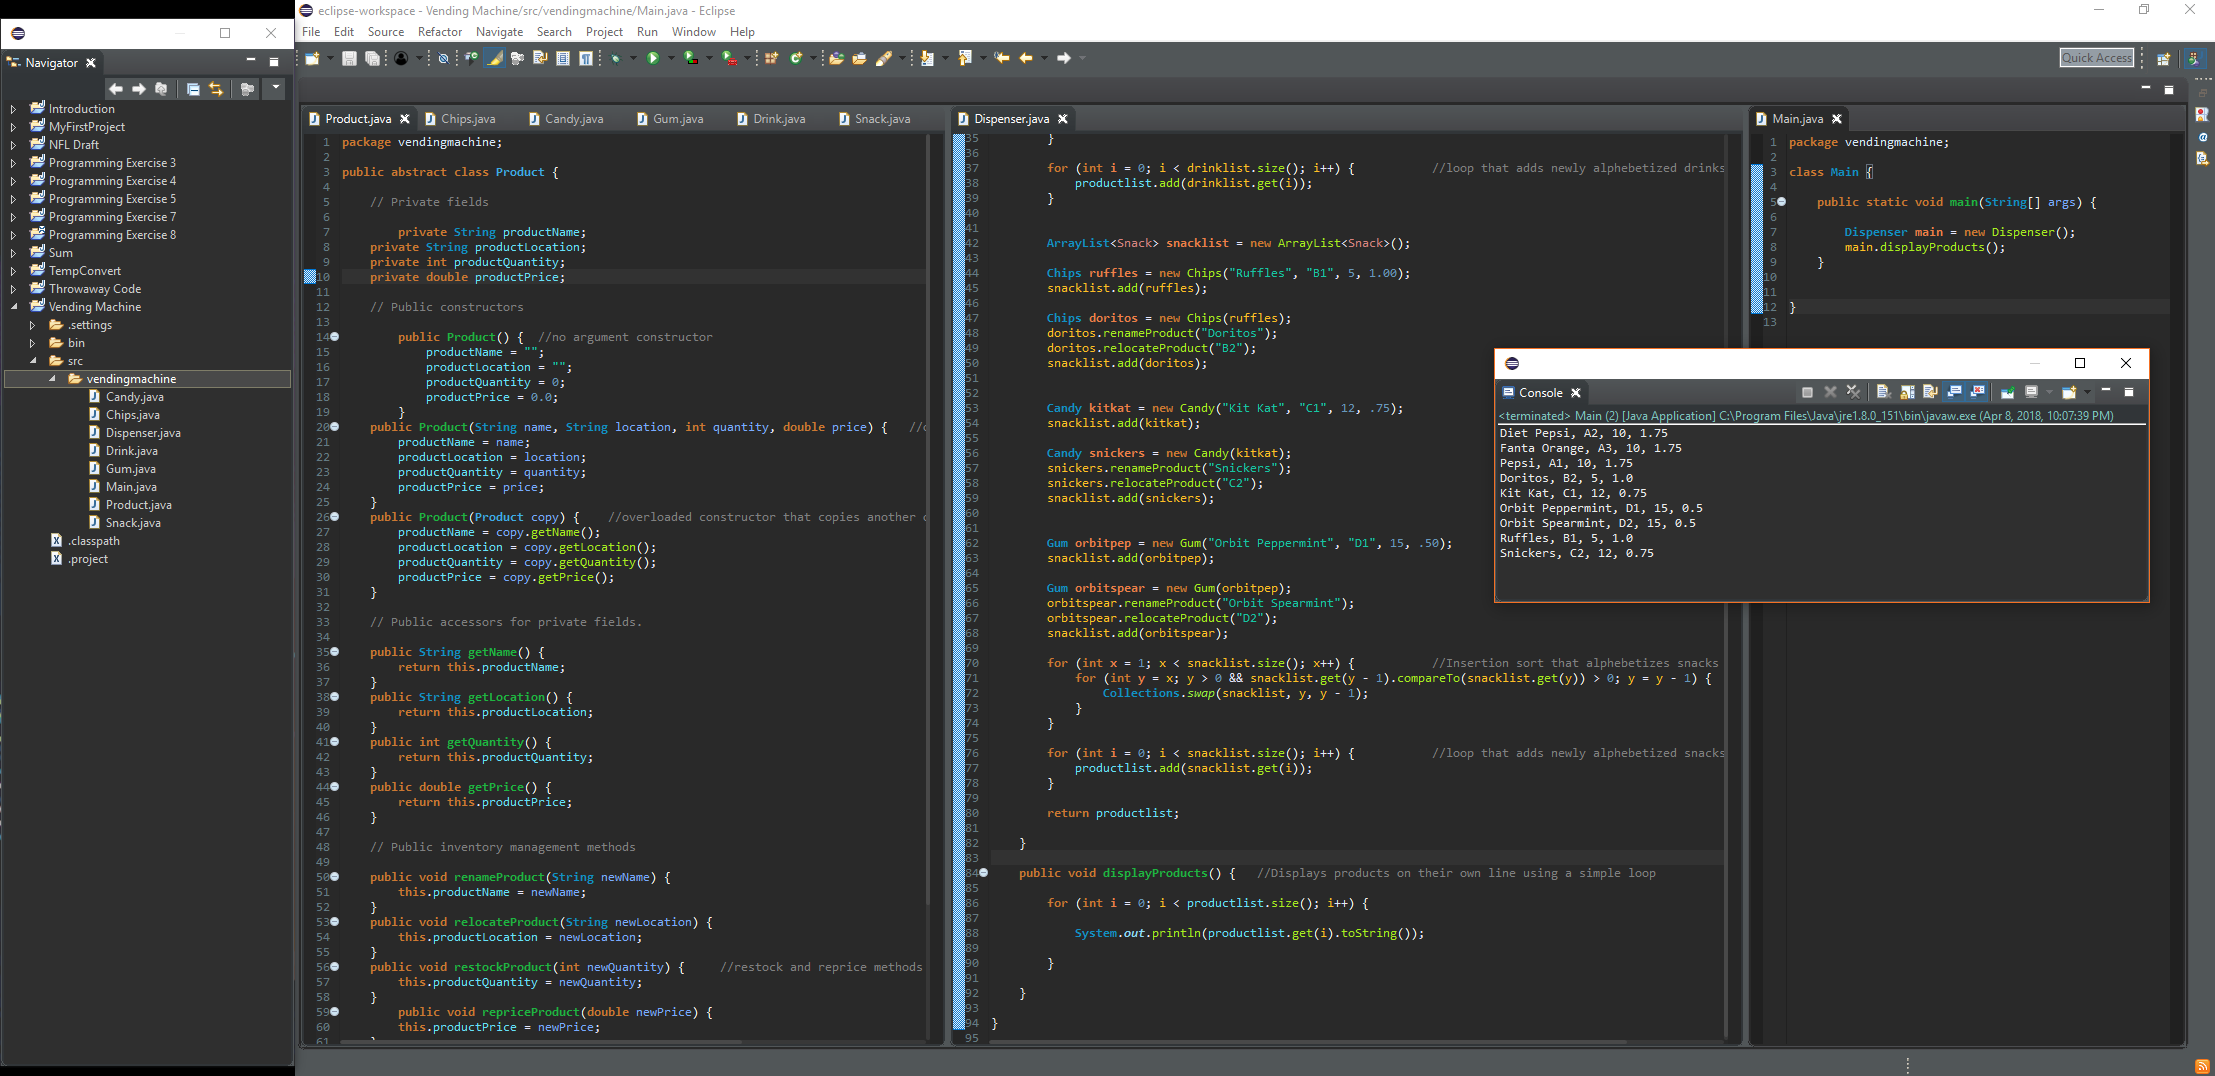 eclipse-workspace - Vending Machine/src/vendingmachine/Main.java - Eclipse
File Edit Source Refactor Navigate Search Project Run Window Help
Quick Access
Navigator
Introduction
MyFirstProject
NFL Draft
Programming Exercise 3
Programming Exercise 4
Programming Exercise 5
Programming Exercise 7
Programming Exercise 8
Sum
TempConvert
Throwaway Code
Vending Machine
.settings
bin
src
vendingmachine
Candy.java
Chips.java
Dispenser.java
Drink.java
Gum.java
Main.java
Product.java
Snack.java
.classpath
.project
Product.java Chips.java Candy.java Gum.java Drink.java Snack.java
1 package vendingmachine;
2
3 public abstract class Product {
4
5 // Private fields
6
7 private String productName;
8 private String productLocation;
9 private int productQuantity;
10 private double productPrice;
11
12 // Public constructors
13
14 public Product() { //no argument constructor
15 productName = "";
16 productLocation = "";
17 productQuantity = 0;
18 productPrice = 0.0;
19 }
20 public Product(String name, String location, int quantity, double price) { //
21 productName = name;
22 productLocation = location;
23 productQuantity = quantity;
24 productPrice = price;
25 }
26 public Product(Product copy) { //overloaded constructor that copies another
27 productName = copy.getName();
28 productLocation = copy.getLocation();
29 productQuantity = copy.getQuantity();
30 productPrice = copy.getPrice();
31 }
32
33 // Public accessors for private fields.
34
35 public String getName() {
36 return this.productName;
37 }
38 public String getLocation() {
39 return this.productLocation;
40 }
41 public int getQuantity() {
42 return this.productQuantity;
43 }
44 public double getPrice() {
45 return this.productPrice;
46 }
47
48 // Public inventory management methods
49
50 public void renameProduct(String newName) {
51 this.productName = newName;
52 }
53 public void relocateProduct(String newLocation) {
54 this.productLocation = newLocation;
55 }
56 public void restockProduct(int newQuantity) { //restock and reprice methods
57 this.productQuantity = newQuantity;
58 }
59 public void repriceProduct(double newPrice) {
60 this.productPrice = newPrice;
61
Dispenser.java
35 }
36
37 for (int i = 0; i < drinklist.size(); i++) { //loop that adds newly alphebetized drinks
38 productlist.add(drinklist.get(i));
39 }
40
41
42 ArrayList<Snack> snacklist = new ArrayList<Snack>();
43
44 Chips ruffles = new Chips("Ruffles", "B1", 5, 1.00);
45 snacklist.add(ruffles);
46
47 Chips doritos = new Chips(ruffles);
48 doritos.renameProduct("Doritos");
49 doritos.relocateProduct("B2");
50 snacklist.add(doritos);
51
52
53 Candy kitkat = new Candy("Kit Kat", "C1", 12, .75);
54 snacklist.add(kitkat);
55
56 Candy snickers = new Candy(kitkat);
57 snickers.renameProduct("Snickers");
58 snickers.relocateProduct("C2");
59 snacklist.add(snickers);
60
61
62 Gum orbitpep = new Gum("Orbit Peppermint", "D1", 15, .50);
63 snacklist.add(orbitpep);
64
65 Gum orbitspear = new Gum(orbitpep);
66 orbitspear.renameProduct("Orbit Spearmint");
67 orbitspear.relocateProduct("D2");
68 snacklist.add(orbitspear);
69
70 for (int x = 1; x < snacklist.size(); x++) { //Insertion sort that alphebetizes snacks
71 for (int y = x; y > 0 && snacklist.get(y - 1).compareTo(snacklist.get(y)) > 0; y = y - 1) {
72 Collections.swap(snacklist, y, y - 1);
73 }
74 }
75
76 for (int i = 0; i < snacklist.size(); i++) { //loop that adds newly alphebetized snacks
77 productlist.add(snacklist.get(i));
78 }
79
80 return productlist;
81
82 }
83
84 public void displayProducts() { //Displays products on their own line using a simple loop
85
86 for (int i = 0; i < productlist.size(); i++) {
87
88 System.out.println(productlist.get(i).toString());
89
90 }
91
92 }
93
94 }
95
Main.java
1 package vendingmachine;
2
3 class Main {
4
5 public static void main(String[] args) {
6
7 Dispenser main = new Dispenser();
8 main.displayProducts();
9 }
10
11
12 }
13
Console
<terminated> Main (2) [Java Application] C:\Program Files\Java\jre1.8.0_151\bin\javaw.exe (Apr 8, 2018, 10:07:39 PM)
Diet Pepsi, A2, 10, 1.75
Fanta Orange, A3, 10, 1.75
Pepsi, A1, 10, 1.75
Doritos, B2, 5, 1.0
Kit Kat, C1, 12, 0.75
Orbit Peppermint, D1, 15, 0.5
Orbit Spearmint, D2, 15, 0.5
Ruffles, B1, 5, 1.0
Snickers, C2, 12, 0.75